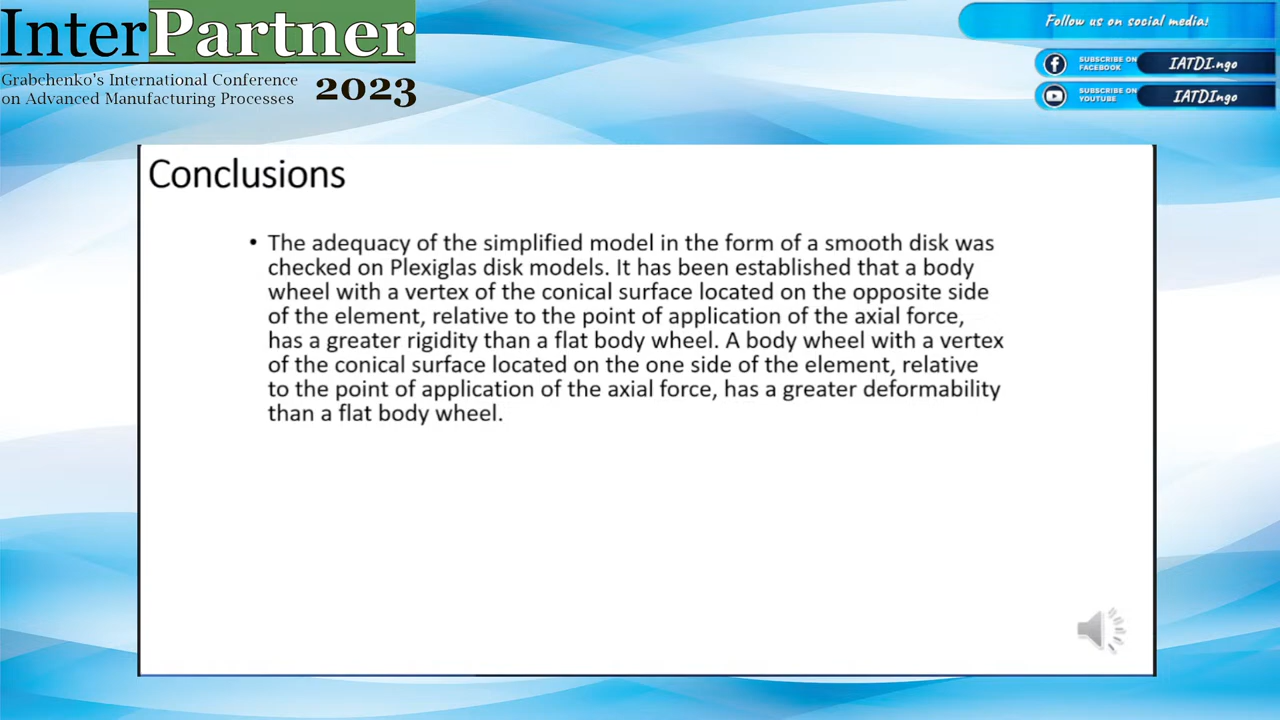 InterPartner
Grabchenko's International Conference
on Advanced Manufacturing Processes
2023
Follow us on social media!
SUBSCRIBE ON
FACEBOOK
IATDI.ngo
SUBSCRIBE ON
YOUTUBE
IATDIngo
Conclusions
• The adequacy of the simplified model in the form of a smooth disk was
checked on Plexiglas disk models. It has been established that a body
wheel with a vertex of the conical surface located on the opposite side
of the element, relative to the point of application of the axial force,
has a greater rigidity than a flat body wheel. A body wheel with a vertex
of the conical surface located on the one side of the element, relative
to the point of application of the axial force, has a greater deformability
than a flat body wheel.